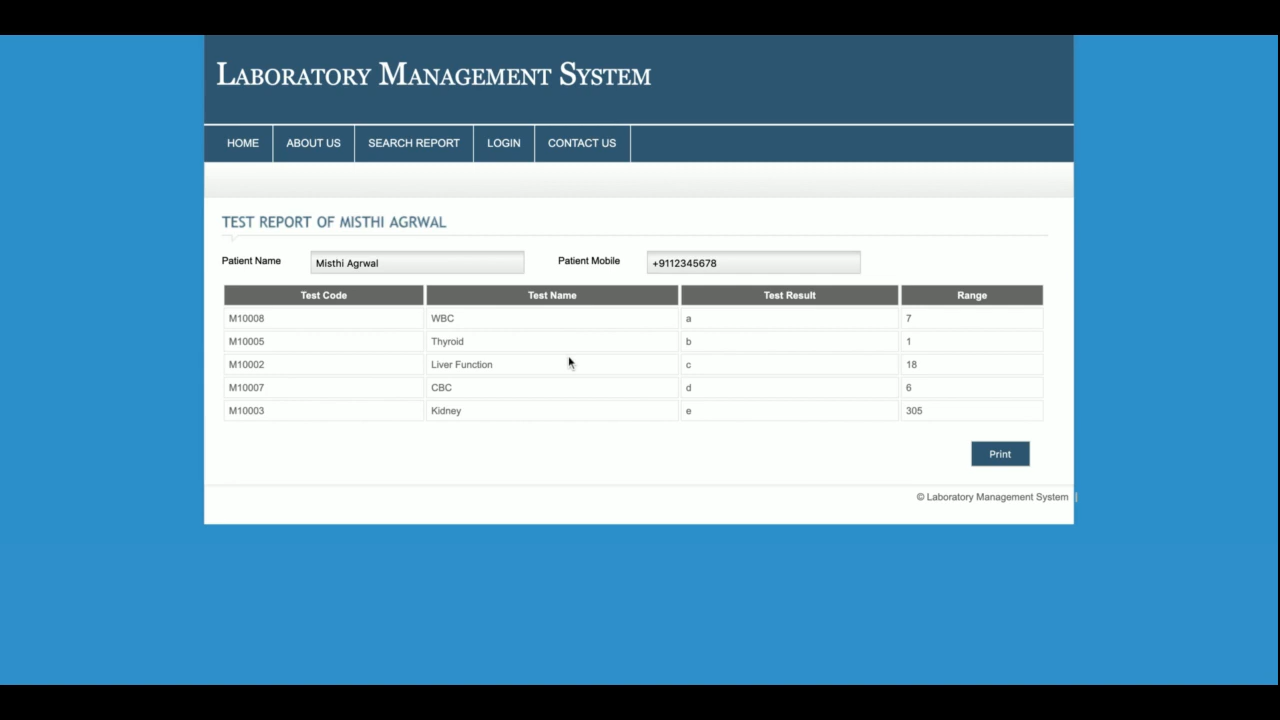 LABORATORY MANAGEMENT SYSTEM
HOME ABOUT US SEARCH REPORT LOGIN CONTACT US
TEST REPORT OF MISTHI AGRWAL
Patient Name Misthi Agrwal Patient Mobile +9112345678
Test Code Test Name Test Result Range
M10008 WBC a 7
M10005 Thyroid b 1
M10002 Liver Function c 18
M10007 CBC d 6
M10003 Kidney e 305
Print
© Laboratory Management System |